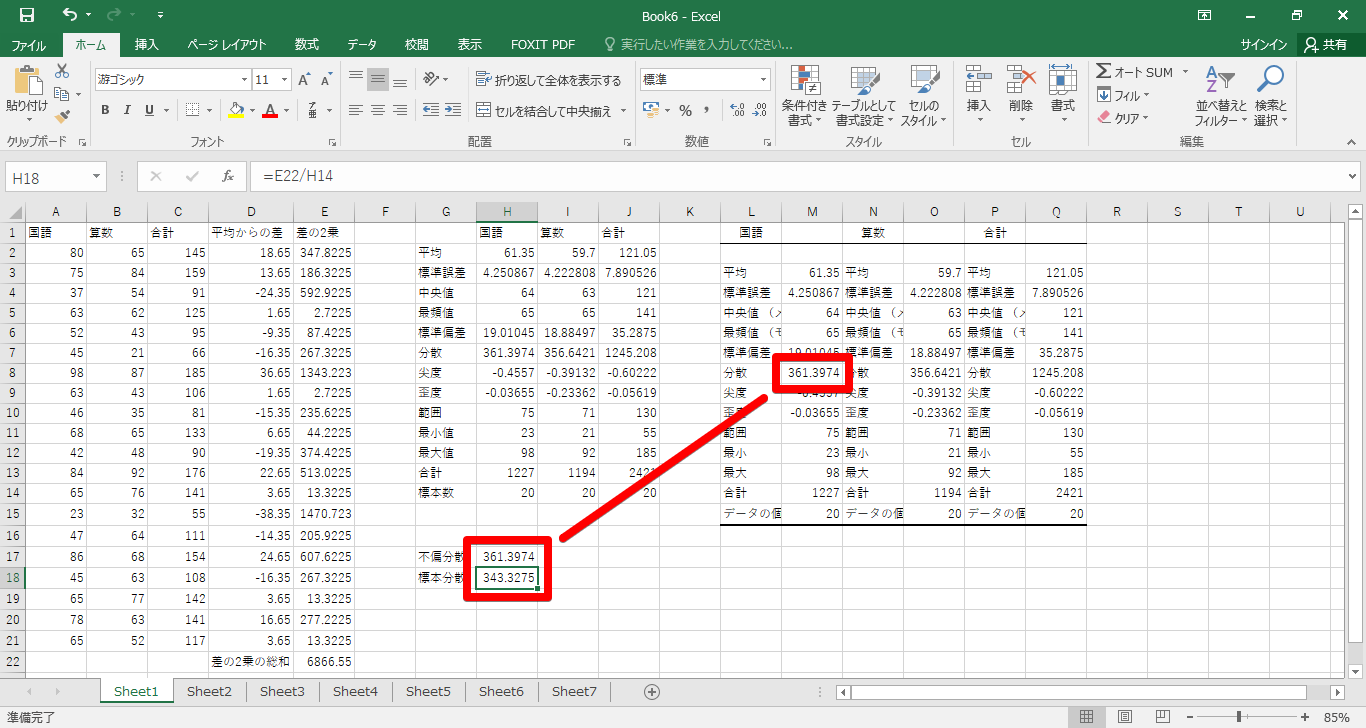 Book6 - Excel
ファイル ホーム 挿入 ページ レイアウト 数式 データ 校閲 表示 FOXIT PDF 実行したい作業を入力してください... サインイン 共有
貼り付け 游ゴシック 11 折り返して全体を表示する 標準 条件付き書式 テーブルとして書式設定 セルのスタイル 挿入 削除 書式 オート SUM フィル クリア 並べ替えとフィルター 検索と選択
B I U セルを結合して中央揃え %
クリップボード フォント 配置 数値 スタイル セル 編集
H18 fx =E22/H14
A B C D E F G H I J K L M N O P Q R S T U
1 国語 算数 合計 平均からの差 差の2乗 国語 算数 合計 国語 算数 合計
2 80 65 145 18.65 347.8225 平均 61.35 59.7 121.05
3 75 84 159 13.65 186.3225 標準誤差 4.250867 4.222808 7.890526 平均 61.35 平均 59.7 平均 121.05
4 37 54 91 -24.35 592.9225 中央値 64 63 121 標準誤差 4.250867 標準誤差 4.222808 標準誤差 7.890526
5 63 62 125 1.65 2.7225 最頻値 65 65 141 中央値 （メ 64 中央値 （メ 63 中央値 （メ 121
6 52 43 95 -9.35 87.4225 標準偏差 19.01045 18.88497 35.2875 最頻値 （モ 65 最頻値 （モ 65 最頻値 （モ 141
7 45 21 66 -16.35 267.3225 分散 361.3974 356.6421 1245.208 標準偏差 19.01045 標準偏差 18.88497 標準偏差 35.2875
8 98 87 185 36.65 1343.223 尖度 -0.4557 -0.39132 -0.60222 分散 361.3974 分散 356.6421 分散 1245.208
9 63 43 106 1.65 2.7225 歪度 -0.03655 -0.23362 -0.05619 尖度 -0.4557 尖度 -0.39132 尖度 -0.60222
10 46 35 81 -15.35 235.6225 範囲 75 71 130 歪度 -0.03655 歪度 -0.23362 歪度 -0.05619
11 68 65 133 6.65 44.2225 最小値 23 21 55 範囲 75 範囲 71 範囲 130
12 42 48 90 -19.35 374.4225 最大値 98 92 185 最小 23 最小 21 最小 55
13 84 92 176 22.65 513.0225 合計 1227 1194 2421 最大 98 最大 92 最大 185
14 65 76 141 3.65 13.3225 標本数 20 20 20 合計 1227 合計 1194 合計 2421
15 23 32 55 -38.35 1470.723 データの個 20 データの個 20 データの個 20
16 47 64 111 -14.35 205.9225
17 86 68 154 24.65 607.6225 不偏分散 361.3974
18 45 63 108 -16.35 267.3225 標本分散 343.3275
19 65 77 142 3.65 13.3225
20 78 63 141 16.65 277.2225
21 65 52 117 3.65 13.3225
22 差の2乗の総和 6866.55
Sheet1 Sheet2 Sheet3 Sheet4 Sheet5 Sheet6 Sheet7
準備完了 85%